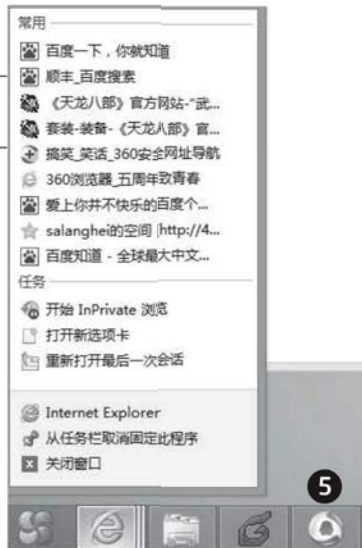 常用
百度一下，你就知道
顺丰_百度搜索
《天龙八部》官方网站-"武...
套装-装备-《天龙八部》官...
搞笑_笑话_360安全网址导航
360浏览器_五周年致青春
爱上你并不快乐的百度个...
salanghei的空间 [http://4...
百度知道 - 全球最大中文...
任务
开始 InPrivate 浏览
打开新选项卡
重新打开最后一次会话
Internet Explorer
从任务栏取消固定此程序
关闭窗口
5